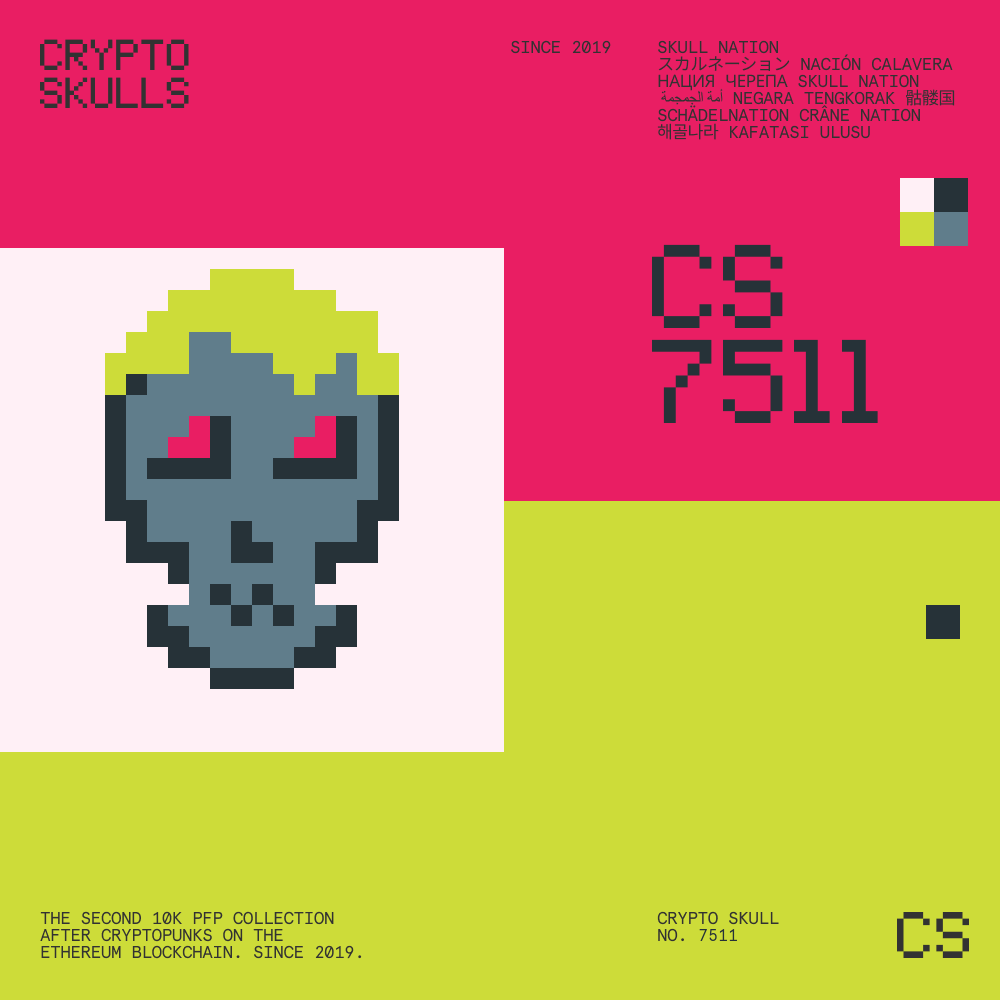 CRYPTO
SKULLS
SINCE 2019
SKULL NATION
スカルネーション NACIÓN CALAVERA
НАЦИЯ ЧЕРЕПА SKULL NATION
أمة الجمجمة NEGARA TENGKORAK 骷髅国
SCHÄDELNATION CRÂNE NATION
해골나라 KAFATASI ULUSU
CS
7511
THE SECOND 10K PFP COLLECTION
AFTER CRYPTOPUNKS ON THE
ETHEREUM BLOCKCHAIN. SINCE 2019.
CRYPTO SKULL
NO. 7511
CS